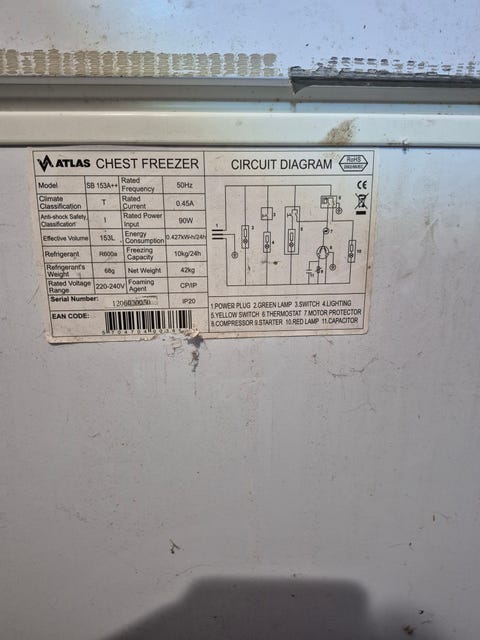 ATLAS CHEST FREEZER
Model SB 153A++ Rated Frequency 50Hz
Climate Classification T Rated Current 0.45A
Anti-shock Safety Classification I Rated Power Input 90W
Effective Volume 153L Energy Consumption 0.427kW•h/24h
Refrigerant R600a Freezing Capacity 10kg/24h
Refrigerant's Weight 68g Net Weight 42kg
Rated Voltage Range 220-240V Foaming Agent CP/IP
Serial Number: 1206030050 IP20
EAN CODE:
CIRCUIT DIAGRAM
RoHS
CE
1.POWER PLUG 2.GREEN LAMP 3.SWITCH 4.LIGHTING
5.YELLOW SWITCH 6.THERMOSTAT 7.MOTOR PROTECTOR
8.COMPRESSOR 9.STARTER 10.RED LAMP 11.CAPACITOR